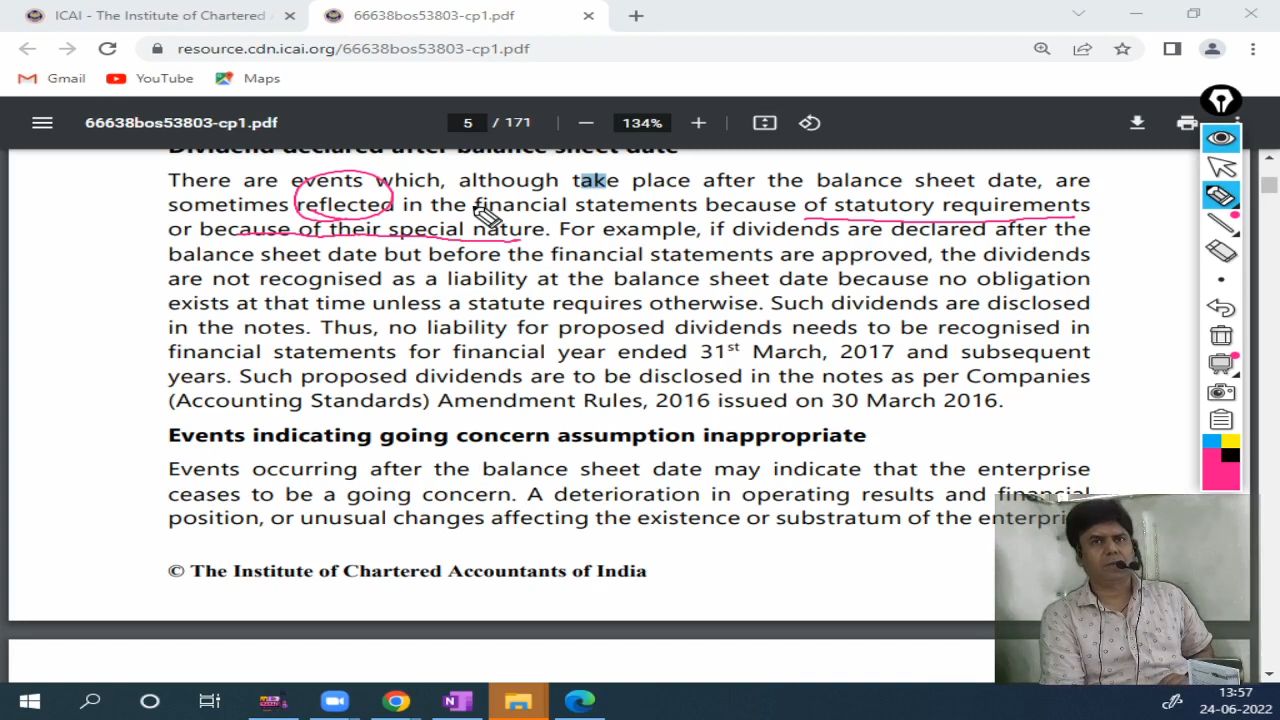 ICAI - The Institute of Chartered
66638bos53803-cp1.pdf
resource.cdn.icai.org/66638bos53803-cp1.pdf
Gmail YouTube Maps
66638bos53803-cp1.pdf 5 / 171 134%
Dividend declared after balance sheet date
There are events which, although take place after the balance sheet date, are
sometimes reflected in the financial statements because of statutory requirements
or because of their special nature. For example, if dividends are declared after the
balance sheet date but before the financial statements are approved, the dividends
are not recognised as a liability at the balance sheet date because no obligation
exists at that time unless a statute requires otherwise. Such dividends are disclosed
in the notes. Thus, no liability for proposed dividends needs to be recognised in
financial statements for financial year ended 31st March, 2017 and subsequent
years. Such proposed dividends are to be disclosed in the notes as per Companies
(Accounting Standards) Amendment Rules, 2016 issued on 30 March 2016.
Events indicating going concern assumption inappropriate
Events occurring after the balance sheet date may indicate that the enterprise
ceases to be a going concern. A deterioration in operating results and financial
position, or unusual changes affecting the existence or substratum of the enterpri
© The Institute of Chartered Accountants of India
13:57
24-06-2022